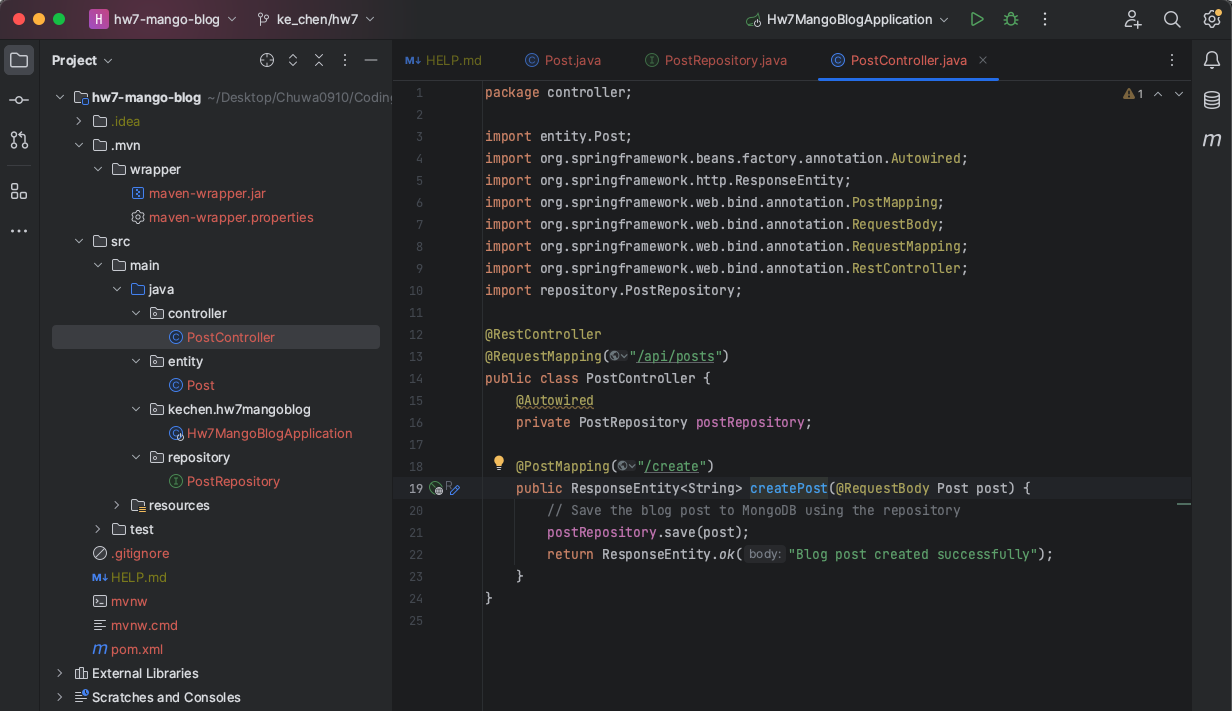 H hw7-mango-blog ke_chen/hw7 Hw7MangoBlogApplication
Project
hw7-mango-blog ~/Desktop/Chuwa0910/Coding
.idea
.mvn
wrapper
maven-wrapper.jar
maven-wrapper.properties
src
main
java
controller
PostController
entity
Post
kechen.hw7mangoblog
Hw7MangoBlogApplication
repository
PostRepository
resources
test
.gitignore
M↓ HELP.md
mvnw
mvnw.cmd
m pom.xml
External Libraries
Scratches and Consoles
M↓ HELP.md C Post.java I PostRepository.java C PostController.java
1 package controller; 1
2
3 import entity.Post;
4 import org.springframework.beans.factory.annotation.Autowired;
5 import org.springframework.http.ResponseEntity;
6 import org.springframework.web.bind.annotation.PostMapping;
7 import org.springframework.web.bind.annotation.RequestBody;
8 import org.springframework.web.bind.annotation.RequestMapping;
9 import org.springframework.web.bind.annotation.RestController;
10 import repository.PostRepository;
11
12 @RestController
13 @RequestMapping("/api/posts")
14 public class PostController {
15 @Autowired
16 private PostRepository postRepository;
17
18 @PostMapping("/create")
19 public ResponseEntity<String> createPost(@RequestBody Post post) {
20 // Save the blog post to MongoDB using the repository
21 postRepository.save(post);
22 return ResponseEntity.ok( body: "Blog post created successfully");
23 }
24 }
25
m